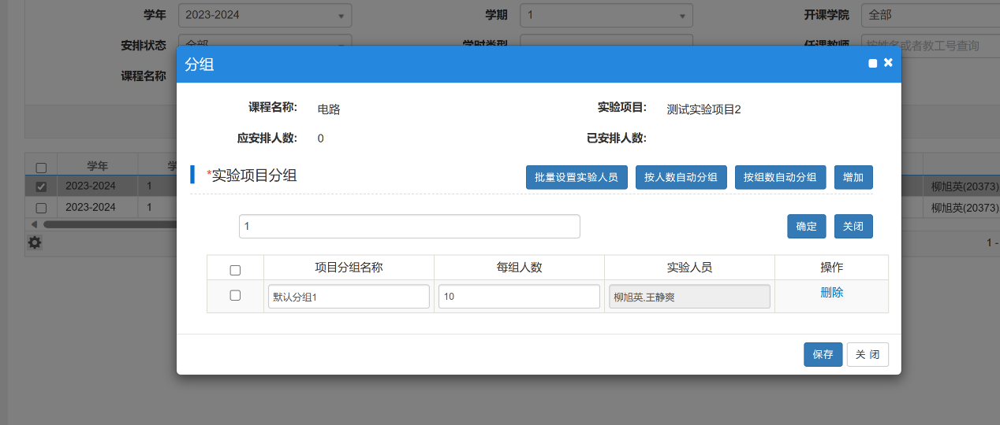 学年 2023-2024 学期 1 开课学院 全部
安排状态 全部 学时类型 任课教师 按姓名或者教工号查询
课程名称
分组
课程名称: 电路 实验项目: 测试实验项目2
应安排人数: 0 已安排人数:
*实验项目分组 批量设置实验人员 按人数自动分组 按组数自动分组 增加
1 确定 关闭
项目分组名称 每组人数 实验人员 操作
默认分组1 10 柳旭英,王静爽 删除
保存 关 闭
学年 学
2023-2024 1 柳旭英(20373)
2023-2024 1 柳旭英(20373)
1 -